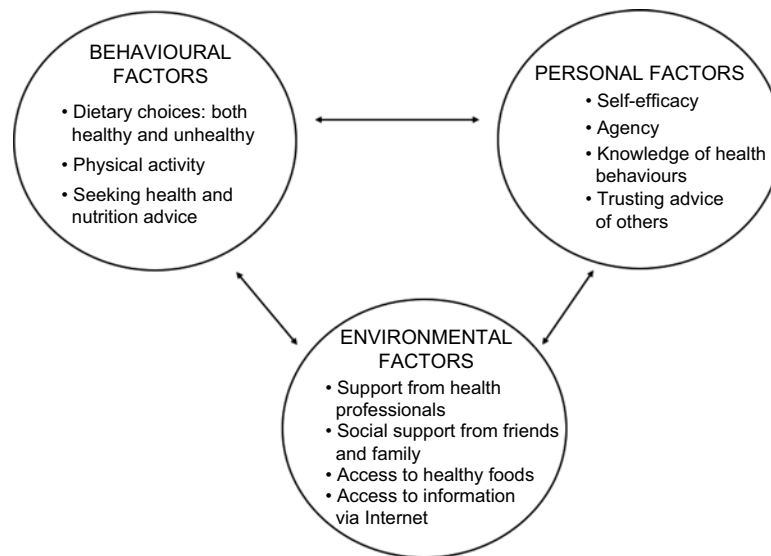 BEHAVIOURAL
FACTORS
• Dietary choices: both
healthy and unhealthy
• Physical activity
• Seeking health and
nutrition advice
PERSONAL FACTORS
• Self-efficacy
• Agency
• Knowledge of health
behaviours
• Trusting advice
of others
ENVIRONMENTAL
FACTORS
• Support from health
professionals
• Social support from friends
and family
• Access to healthy foods
• Access to information
via Internet